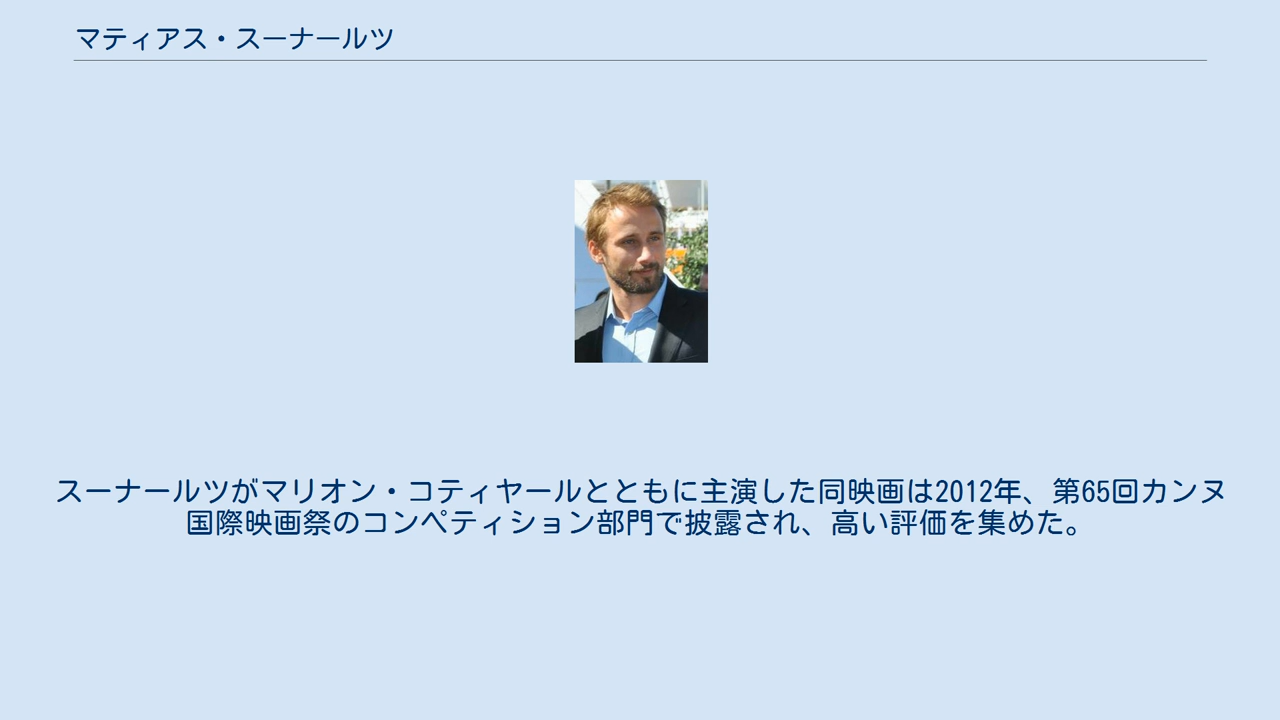 マティアス・スーナールツ
スーナールツがマリオン・コティヤールとともに主演した同映画は2012年、第65回カンヌ
国際映画祭のコンペティション部門で披露され、高い評価を集めた。